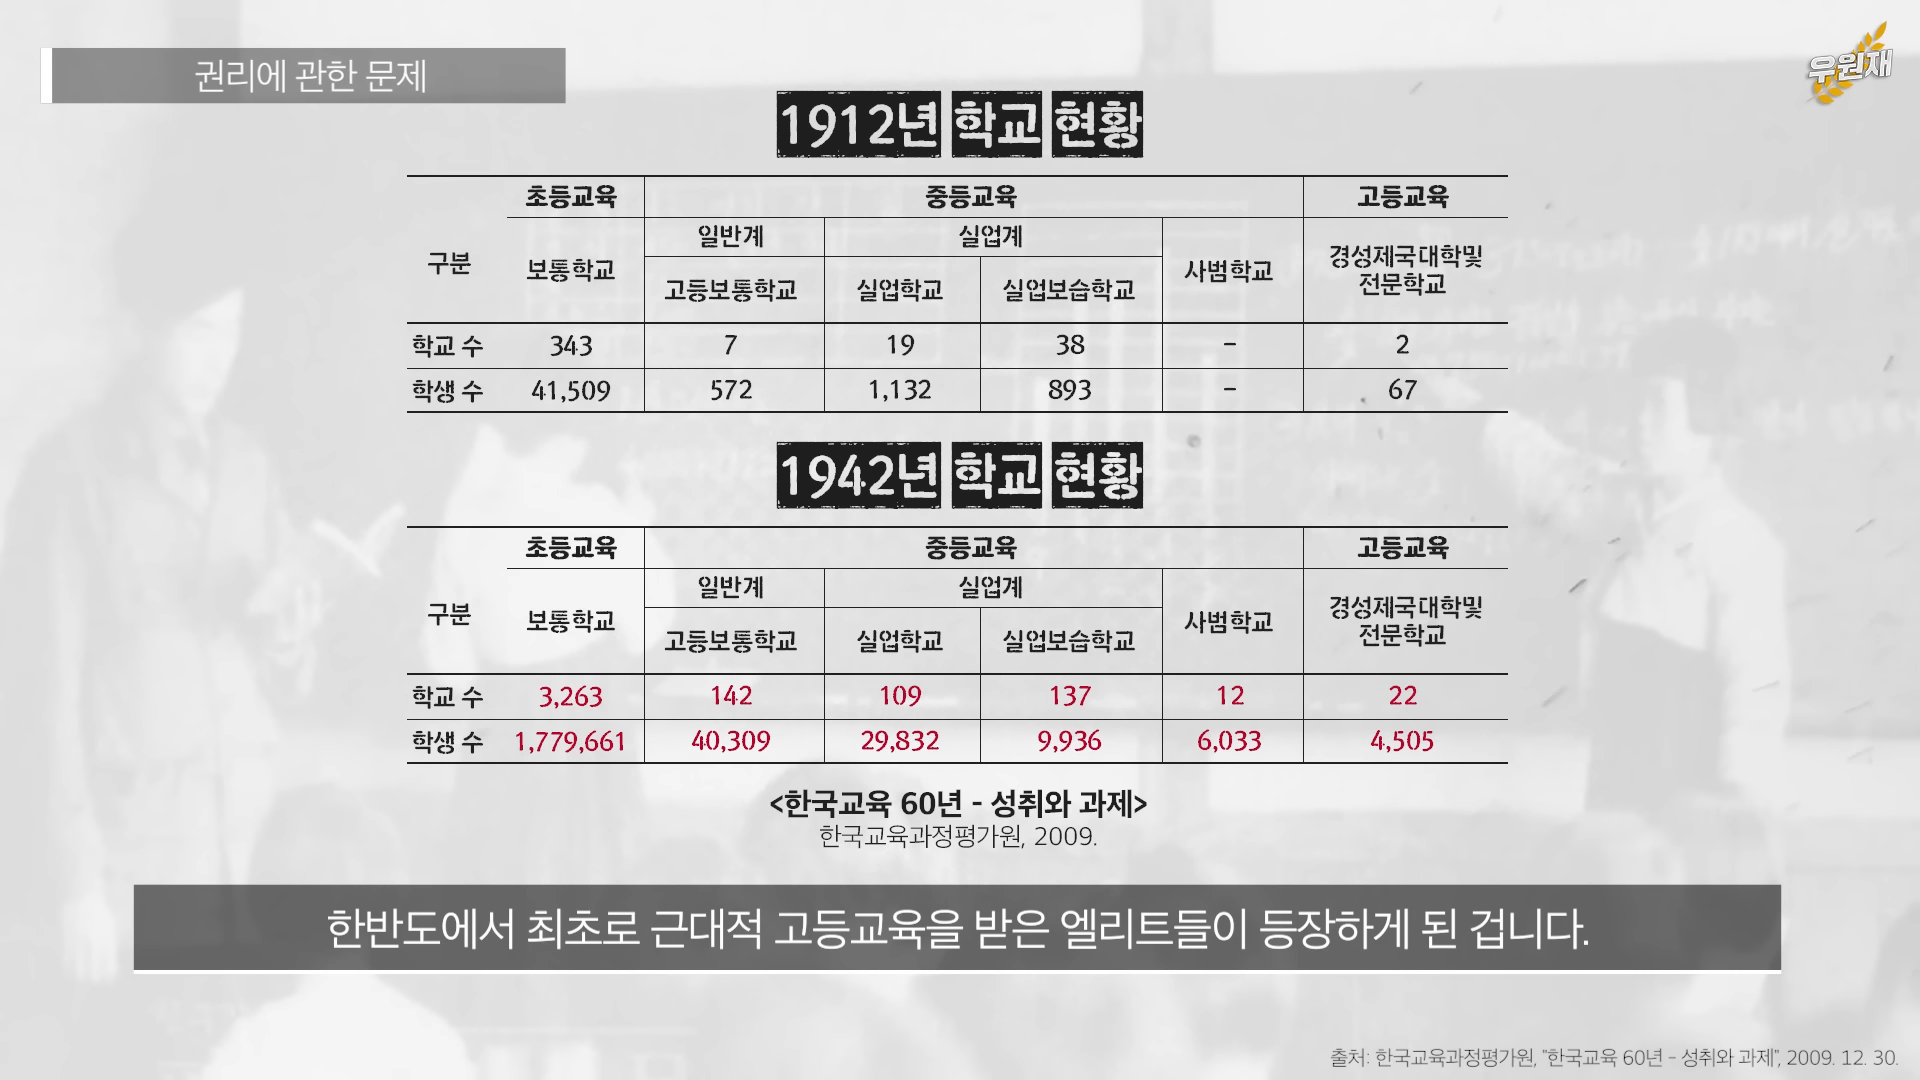 권리에 관한 문제
우원재
1912년 학교 현황
구분 초등교육 중등교육 고등교육
일반계 실업계
보통학교 고등보통학교 실업학교 실업보습학교 사범학교 경성제국대학및
전문학교
학교 수 343 7 19 38 - 2
학생 수 41,509 572 1,132 893 - 67
1942년 학교 현황
구분 초등교육 중등교육 고등교육
일반계 실업계
보통학교 고등보통학교 실업학교 실업보습학교 사범학교 경성제국대학및
전문학교
학교 수 3,263 142 109 137 12 22
학생 수 1,779,661 40,309 29,832 9,936 6,033 4,505
<한국교육 60년 - 성취와 과제>
한국교육과정평가원, 2009.
한반도에서 최초로 근대적 고등교육을 받은 엘리트들이 등장하게 된 겁니다.
출처: 한국교육과정평가원, "한국교육 60년 - 성취와 과제", 2009. 12. 30.